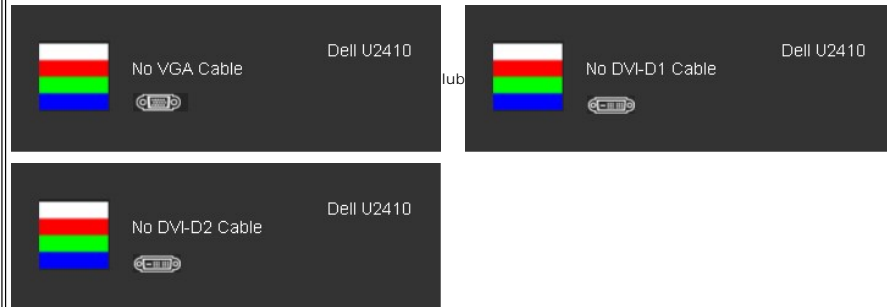 Dell U2410
No VGA Cable
lub
Dell U2410
No DVI-D1 Cable
Dell U2410
No DVI-D2 Cable